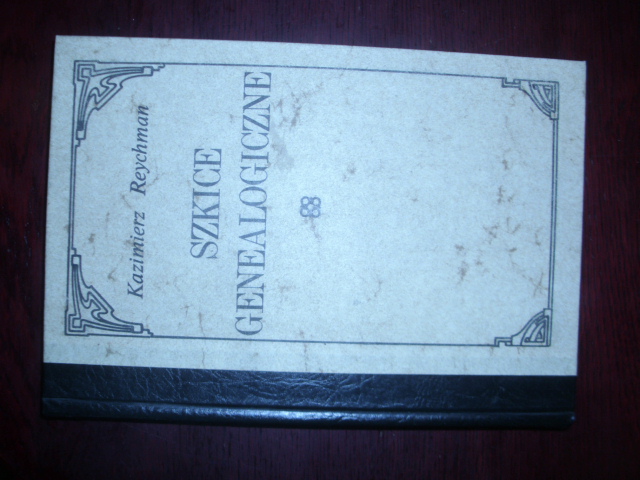 Kazimierz Reychman
SZKICE
GENEALOGICZNE